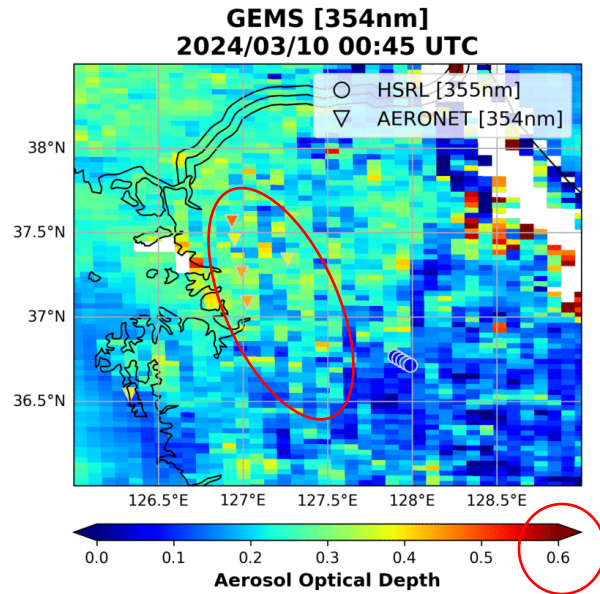 GEMS [354nm]
2024/03/10 00:45 UTC
HSRL [355nm]
AERONET [354nm]
38°N
37.5°N
37°N
36.5°N
126.5°E 127°E 127.5°E 128°E 128.5°E
0.0 0.1 0.2 0.3 0.4 0.5 0.6
Aerosol Optical Depth